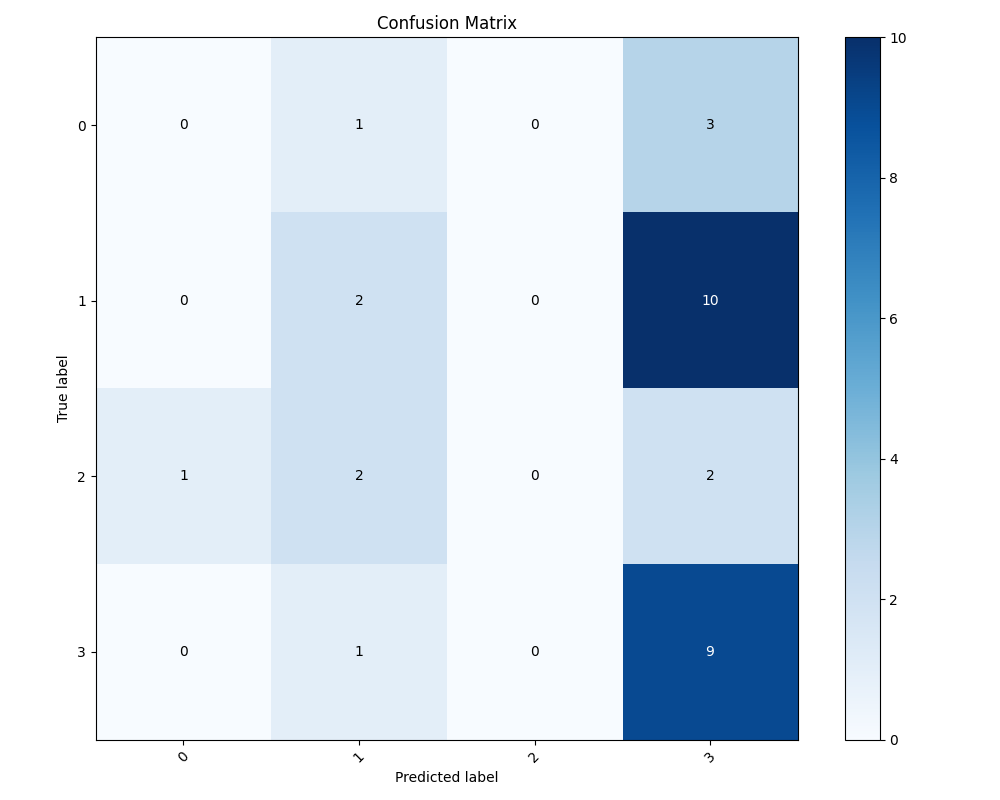 Confusion Matrix
0 0 1 0 3
1 0 2 0 10
2 1 2 0 2
3 0 1 0 9
0 1 2 3
Predicted label
True label
10
8
6
4
2
0